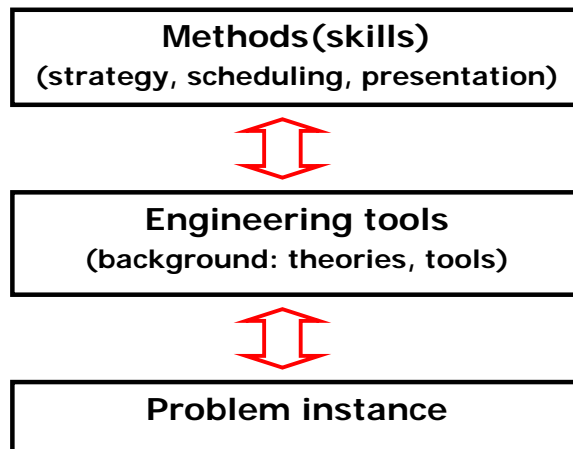 Methods(skills)
(strategy, scheduling, presentation)
Engineering tools
(background: theories, tools)
Problem instance